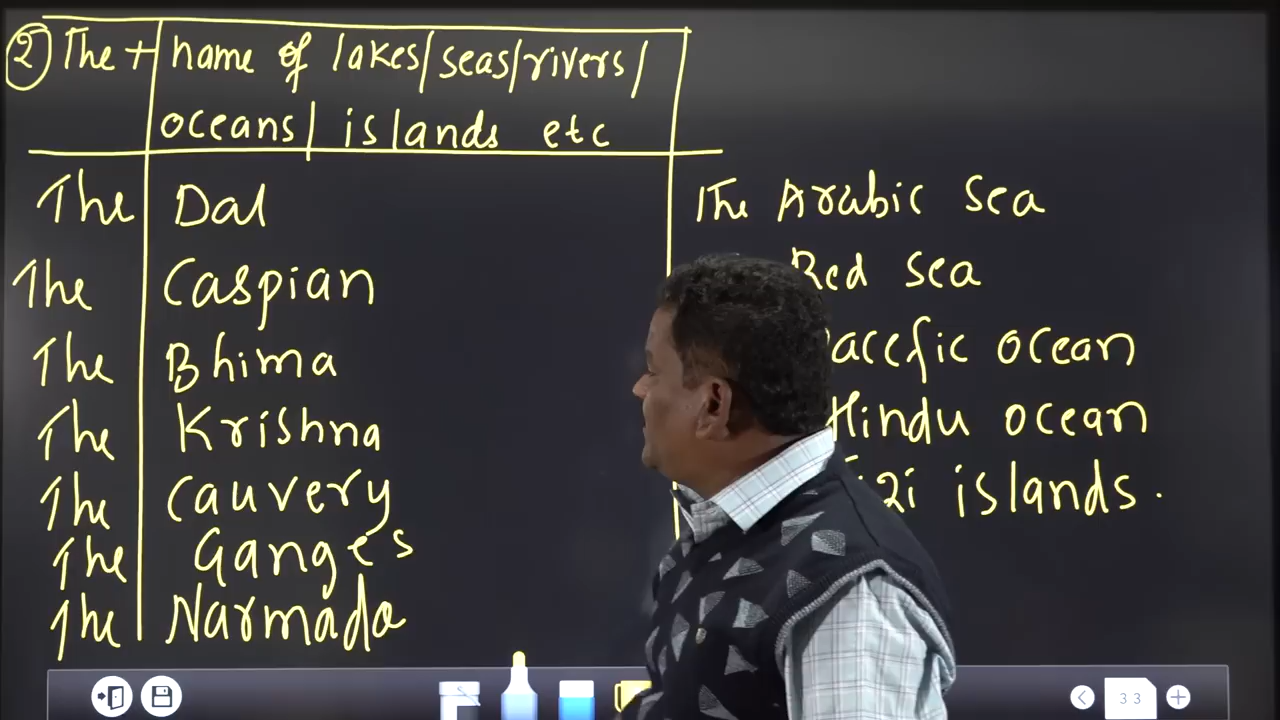 ② The + name of lakes/seas/rivers/
oceans/ islands etc
The Dal
The Caspian
The Bhima
The Krishna
The Cauvery
The Ganges
The Narmada
The Arabic Sea
Red Sea
ocean
Hindu ocean
islands.
33